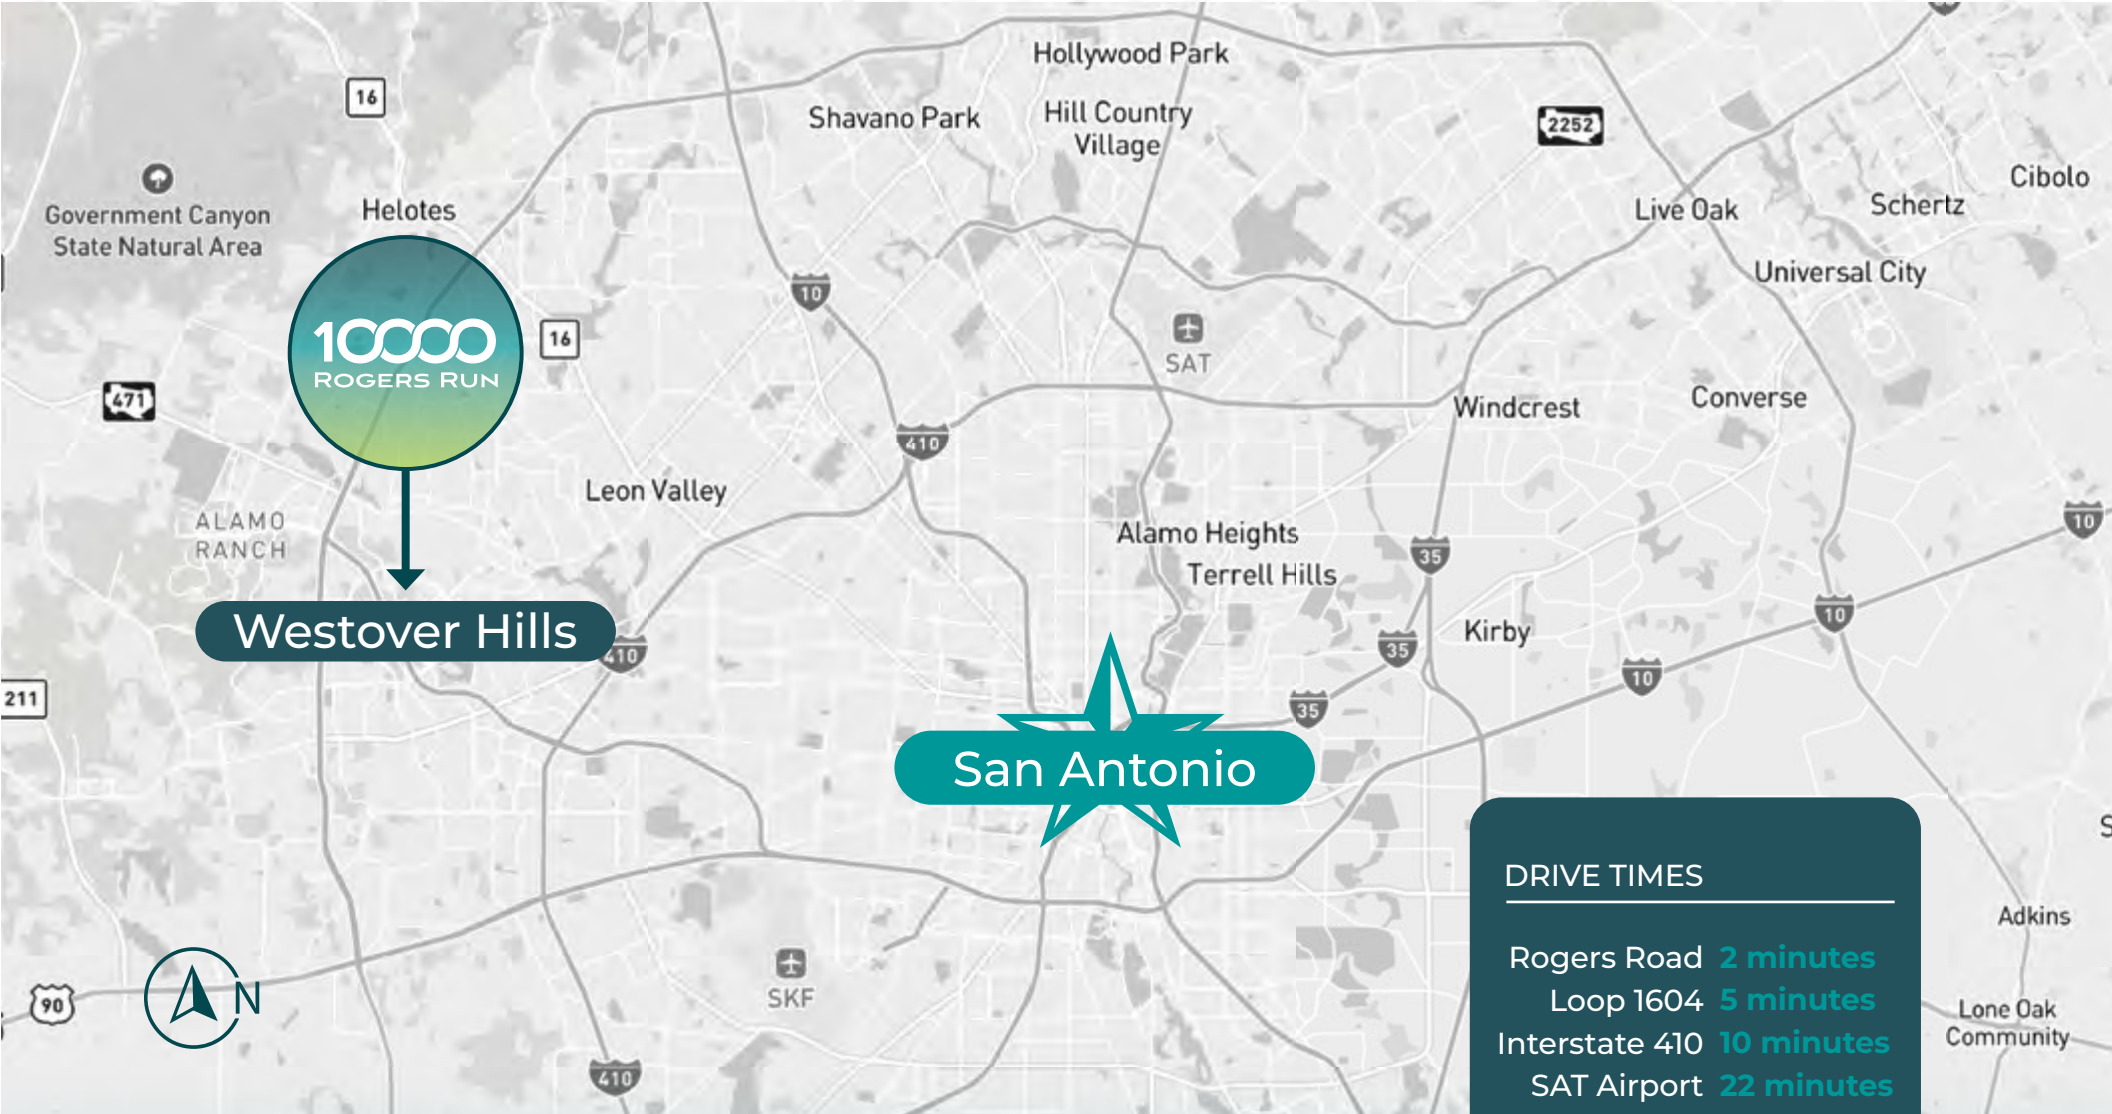 Hollywood Park
16
Shavano Park
Hill Country
Village
2252
Cibolo
Government Canyon
State Natural Area
Helotes
Live Oak
Schertz
Universal City
10
10000
ROGERS RUN
16
SAT
471
Windcrest
Converse
410
Leon Valley
ALAMO
RANCH
Alamo Heights
Terrell Hills
35
10
Westover Hills
410
35
Kirby
10
10
211
35
San Antonio
S
DRIVE TIMES
Adkins
Rogers Road 2 minutes
Loop 1604 5 minutes
Interstate 410 10 minutes
SAT Airport 22 minutes
90
N
SKF
Lone Oak
Community
410